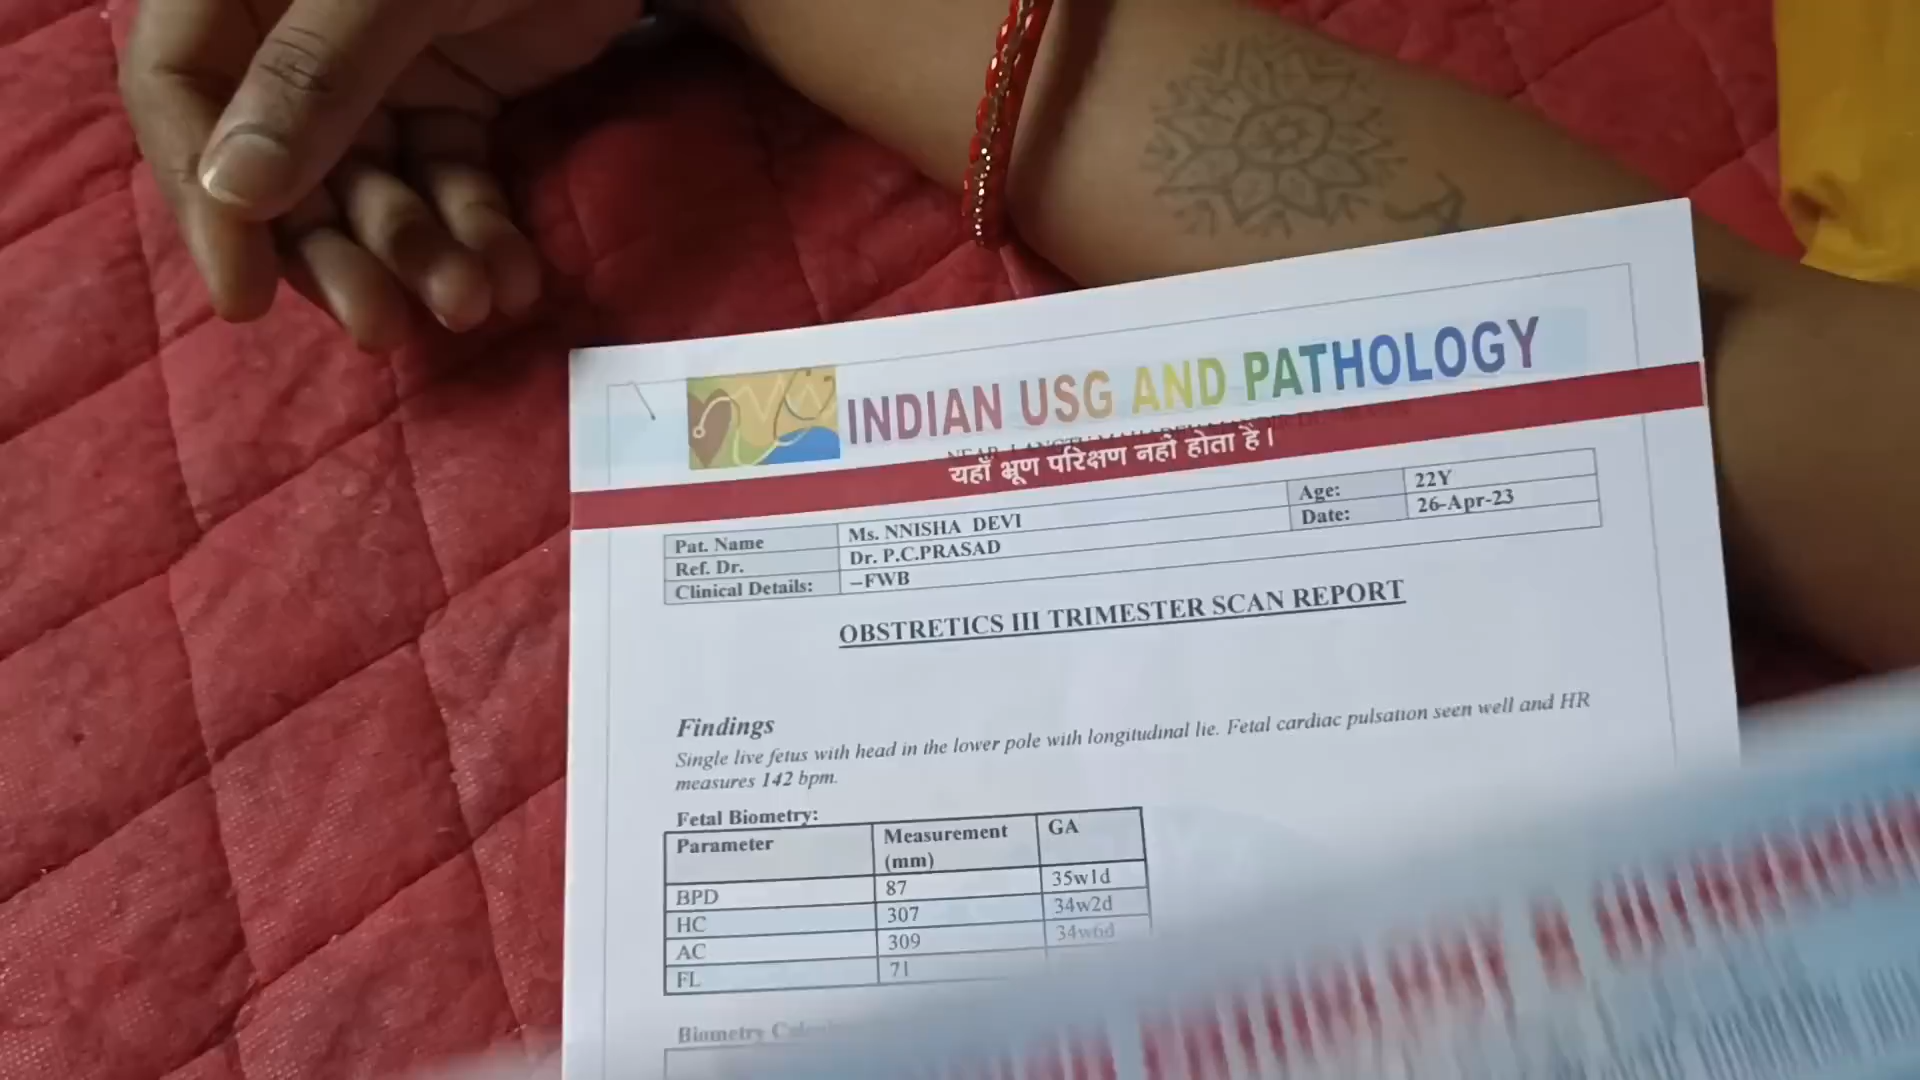 INDIAN USG AND PATHOLOGY
यहाँ भ्रूण परिक्षण नहीं होता है।
Pat. Name Ms. NNISHA DEVI Age: 22Y
Ref. Dr. Dr. P.C.PRASAD Date: 26-Apr-23
Clinical Details: –FWB
OBSTRETICS III TRIMESTER SCAN REPORT
Findings
Single live fetus with head in the lower pole with longitudinal lie. Fetal cardiac pulsation seen well and HR
measures 142 bpm.
Fetal Biometry:
Parameter Measurement GA
(mm)
BPD 87 35w1d
HC 307 34w2d
AC 309 34w6d
FL 71
Biometry